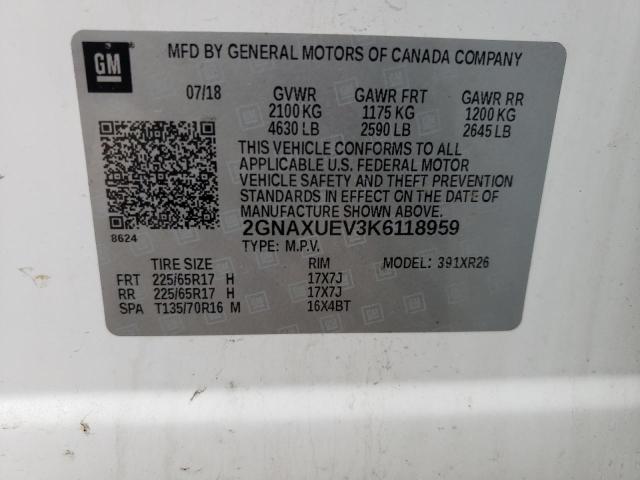 GM
MFD BY GENERAL MOTORS OF CANADA COMPANY
07/18 GVWR GAWR FRT GAWR RR
2100 KG 1175 KG 1200 KG
4630 LB 2590 LB 2645 LB
THIS VEHICLE CONFORMS TO ALL
APPLICABLE U.S. FEDERAL MOTOR
VEHICLE SAFETY AND THEFT PREVENTION
STANDARDS IN EFFECT ON THE DATE OF
MANUFACTURE SHOWN ABOVE.
8624
2GNAXUEV3K6118959
TYPE: M.P.V.
TIRE SIZE RIM MODEL: 391XR26
FRT 225/65R17 H 17X7J
RR 225/65R17 H 17X7J
SPA T135/70R16 M 16X4BT